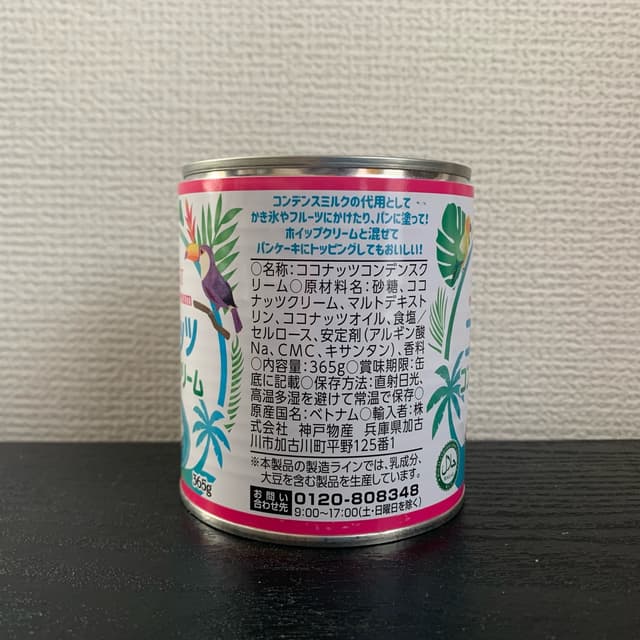 コンデンスミルクの代用として
かき氷やフルーツにかけたり、パンに塗って!
ホイップクリームと混ぜて
パンケーキにトッピングしてもおいしい!
○名称:ココナッツコンデンスク
リーム○原材料名:砂糖、ココ
ナッツクリーム、マルトデキスト
リン、ココナッツオイル、食塩/
セルロース、安定剤(アルギン酸
Na、CMC、キサンタン)、香料
○内容量:365g○賞味期限:缶
底に記載○保存方法:直射日光、
高温多湿を避けて常温で保存○
原産国名:ベトナム○輸入者:株
式会社 神戸物産 兵庫県加古
川市加古川町平野125番1
※本製品の製造ラインでは、乳成分、
大豆を含む製品を生産しています。
お問い合わせ先 0120-808348
9:00~17:00(土・日曜日を除く)
ッツ
リーム
365g